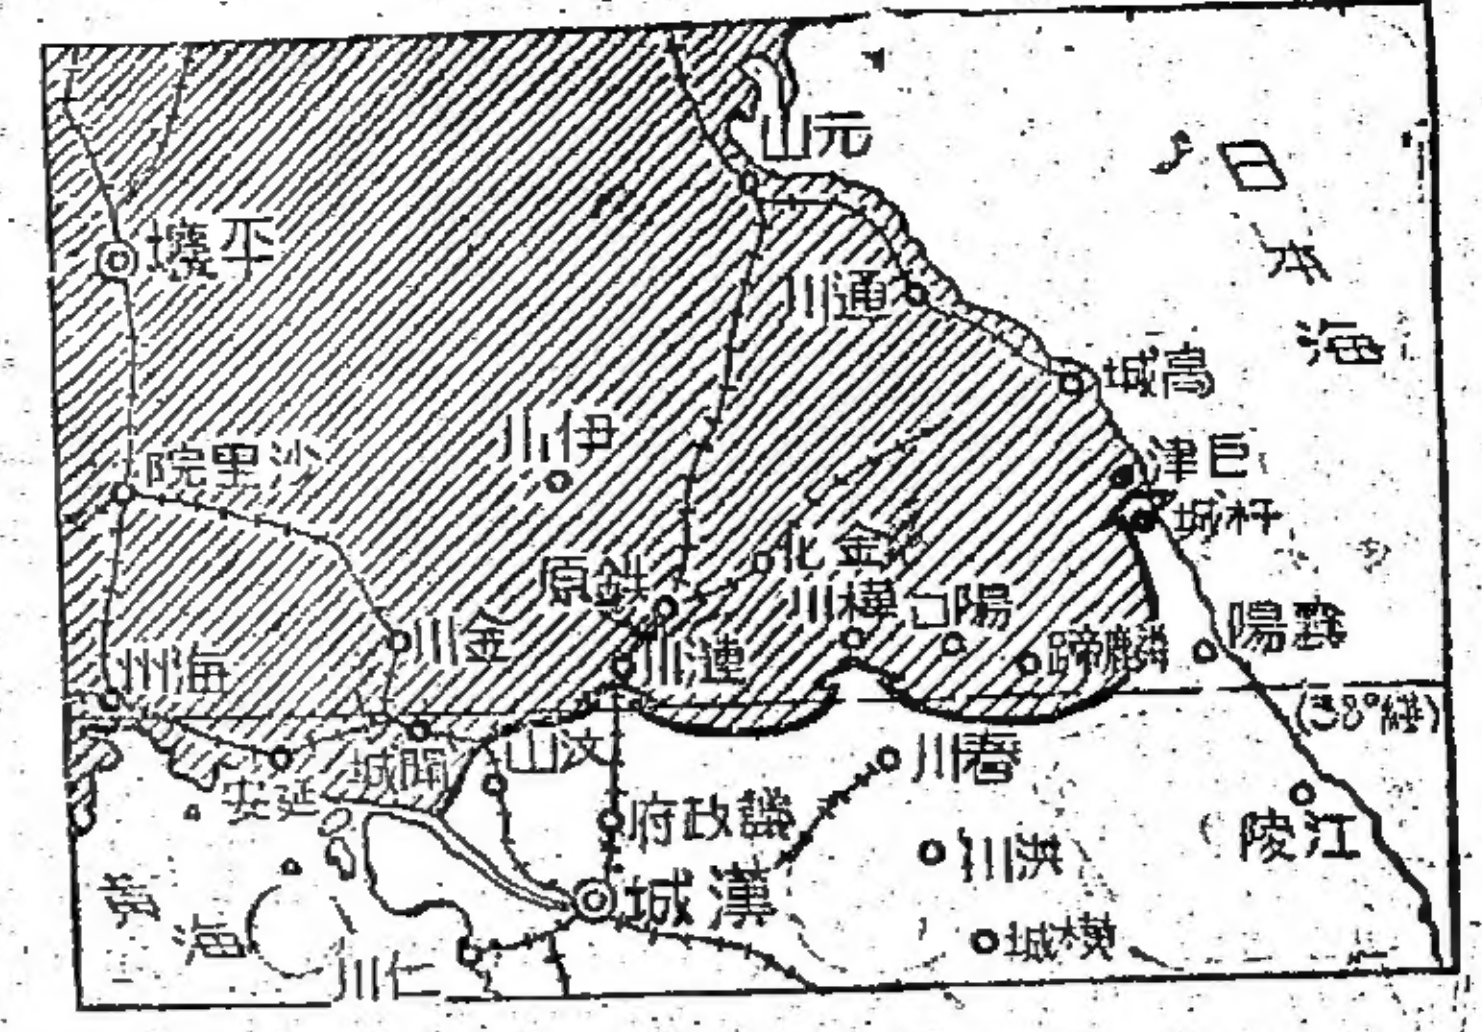 元山
日本海
平壤
通川
高城
伊川
巨津
沙里院
杆城
金化
鉄原
樺川
陽口
麟蹄
襄陽
金川
漣川
海州
(38°線)
汶山
開城
延安
春川
議政府
江陵
洪川
漢城
黃海
橫城
仁川